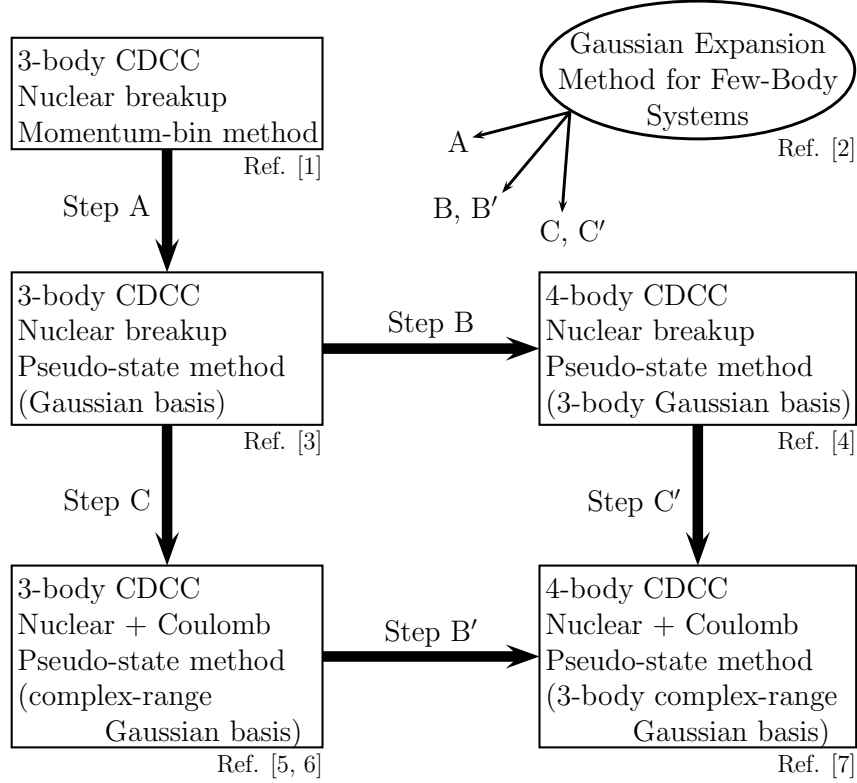 3-body CDCC
Nuclear breakup
Momentum-bin method
Ref. [1]
Gaussian Expansion
Method for Few-Body
Systems
Ref. [2]
A
B, B′
C, C′
Step A
3-body CDCC
Nuclear breakup
Pseudo-state method
(Gaussian basis)
Ref. [3]
Step B
4-body CDCC
Nuclear breakup
Pseudo-state method
(3-body Gaussian basis)
Ref. [4]
Step C
Step C′
3-body CDCC
Nuclear + Coulomb
Pseudo-state method
(complex-range
Gaussian basis)
Ref. [5, 6]
Step B′
4-body CDCC
Nuclear + Coulomb
Pseudo-state method
(3-body complex-range
Gaussian basis)
Ref. [7]